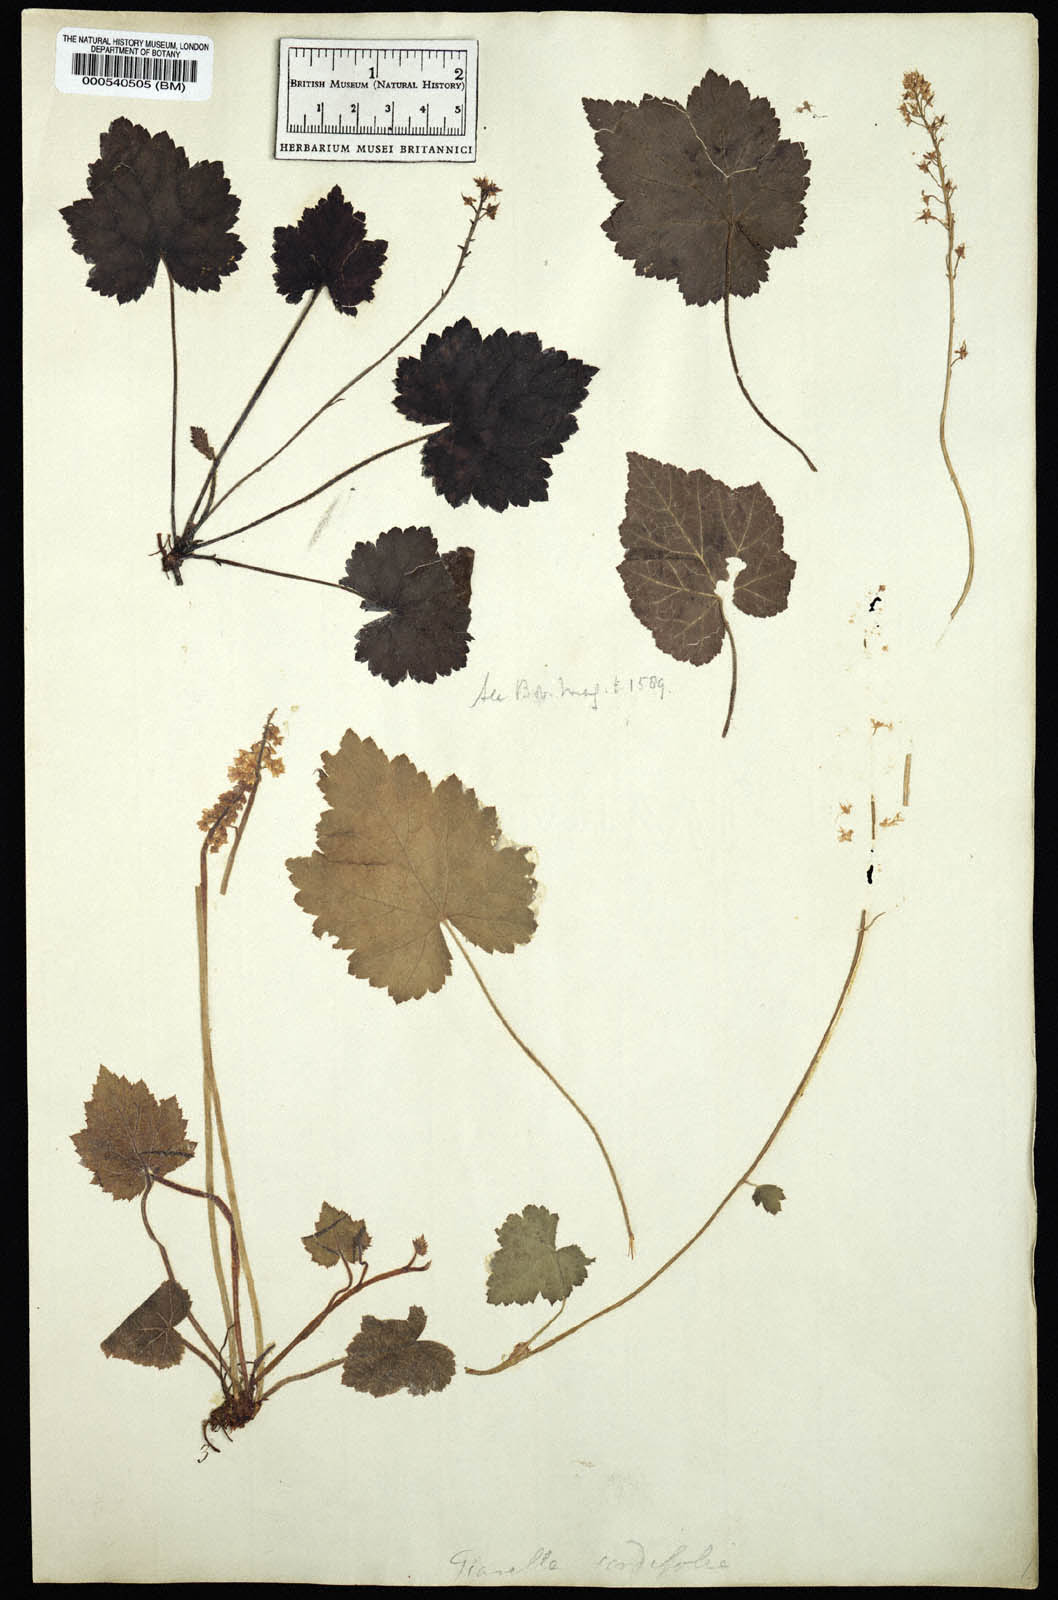 THE NATURAL HISTORY MUSEUM, LONDON
DEPARTMENT OF BOTANY
000540505 (BM)
1 2
BRITISH MUSEUM (NATURAL HISTORY)
1 2 3 4 5
HERBARIUM MUSEI BRITANNICI
See Bot. Mag. t. 1589.
3
Tiarella cordifolia